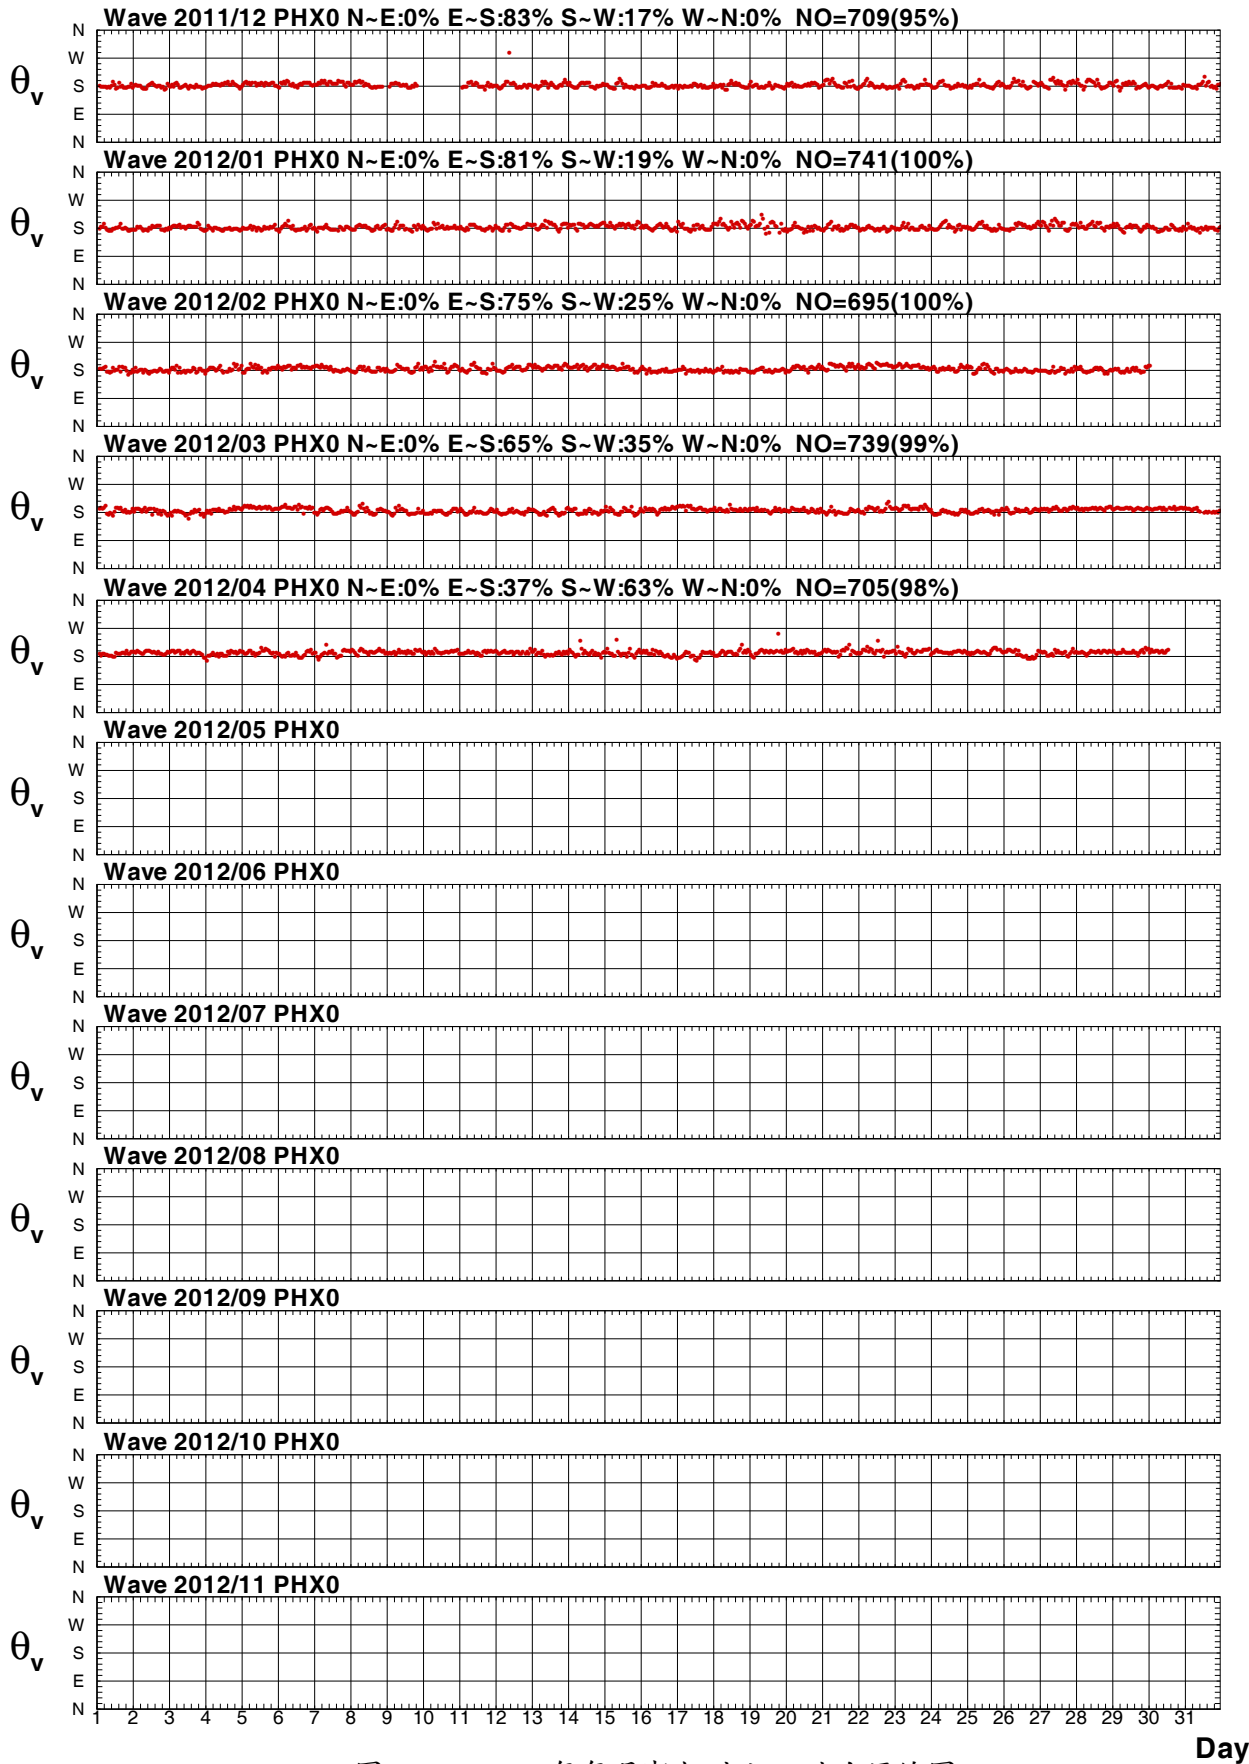 Wave 2011/12 PHX0 N~E:0% E~S:83% S~W:17% W~N:0% NO=709(95%)
N
W
θv S
E
N
Wave 2012/01 PHX0 N~E:0% E~S:81% S~W:19% W~N:0% NO=741(100%)
N
W
θv S
E
N
Wave 2012/02 PHX0 N~E:0% E~S:75% S~W:25% W~N:0% NO=695(100%)
N
W
θv S
E
N
Wave 2012/03 PHX0 N~E:0% E~S:65% S~W:35% W~N:0% NO=739(99%)
N
W
θv S
E
N
Wave 2012/04 PHX0 N~E:0% E~S:37% S~W:63% W~N:0% NO=705(98%)
N
W
θv S
E
N
Wave 2012/05 PHX0
N
W
θv S
E
N
Wave 2012/06 PHX0
N
W
θv S
E
N
Wave 2012/07 PHX0
N
W
θv S
E
N
Wave 2012/08 PHX0
N
W
θv S
E
N
Wave 2012/09 PHX0
N
W
θv S
E
N
Wave 2012/10 PHX0
N
W
θv S
E
N
Wave 2012/11 PHX0
N
W
θv S
E
N
1 2 3 4 5 6 7 8 9 10 11 12 13 14 15 16 17 18 19 20 21 22 23 24 25 26 27 28 29 30 31
Day